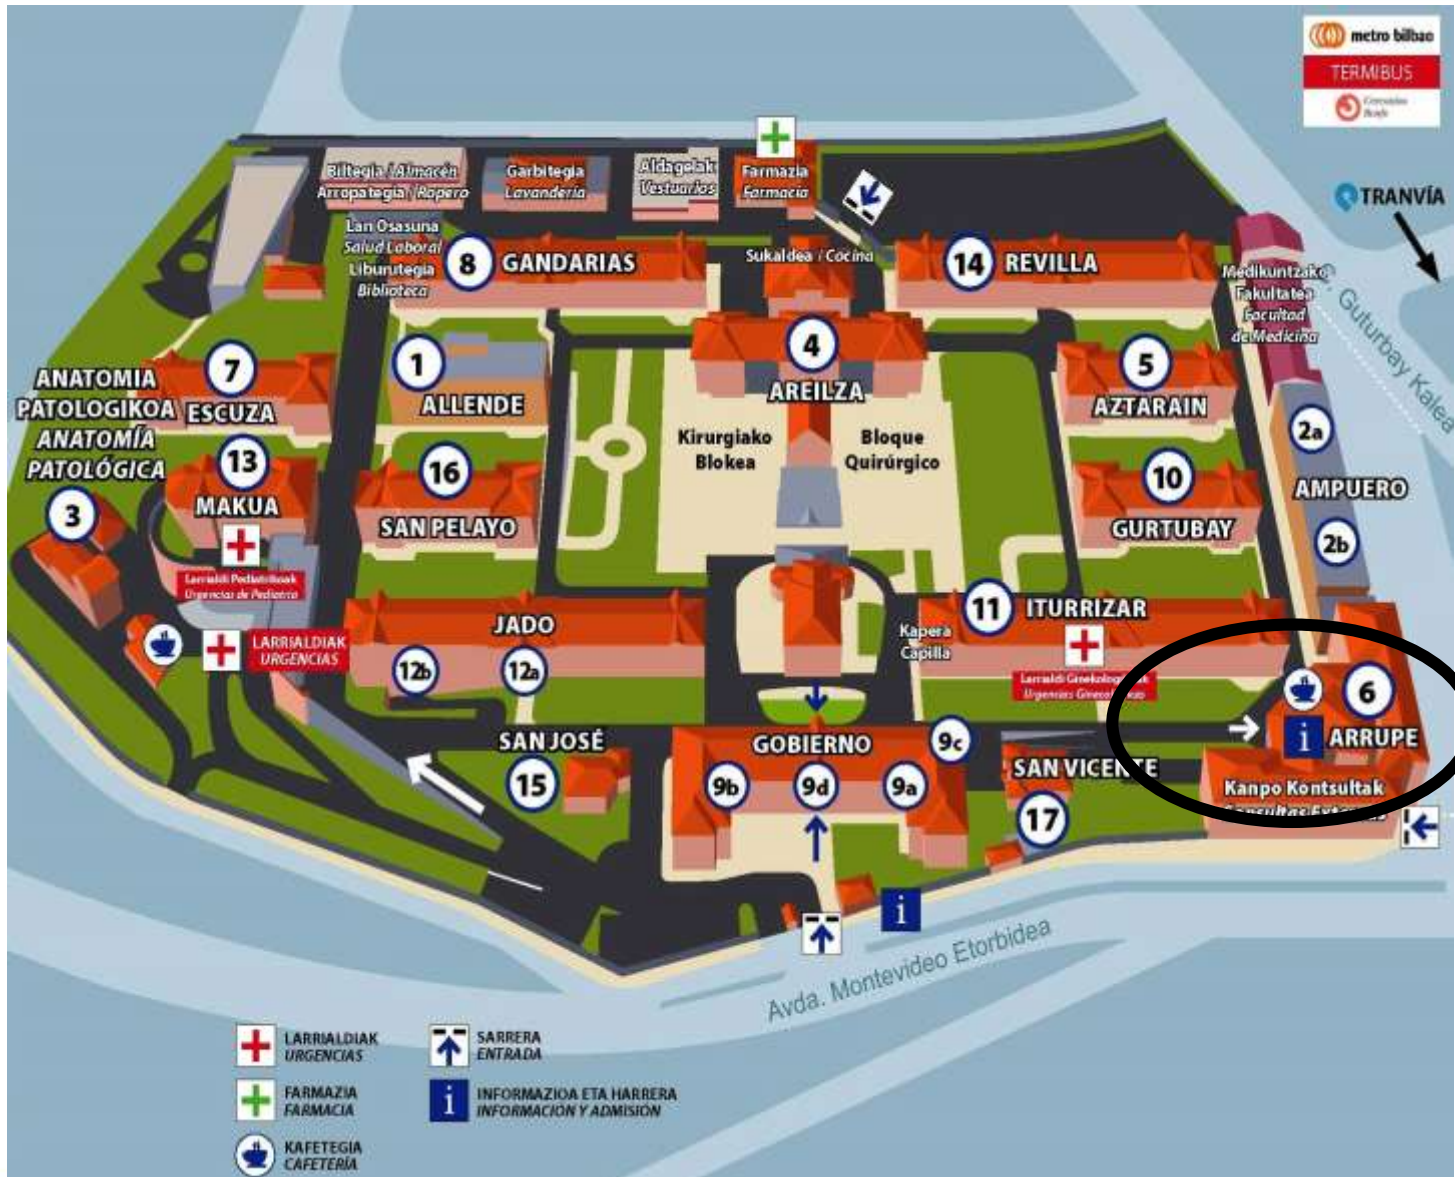 metro bilbao
TERMIBUS
TRANVÍA
Farmazia
Farmacia
Biltegia / Almacén
Arropategia / Ropero
Garbitegia
Lavandería
Aldagelak
Vestuarios
Lan Osasuna
Salud Laboral
Liburutegia
Biblioteca
8 GANDARIAS
Sukaldea / Cocina
14 REVILLA
Medikuntzako
Fakultatea
Facultad
de Medicina
Guturbay Kalea
7
ESCUZA
1
ALLENDE
4
AREILZA
5
AZTARAIN
ANATOMIA
PATOLOGIKOA
ANATOMÍA
PATOLÓGICA
3
13
MAKUA
16
SAN PELAYO
Kirurgiako
Blokea
Bloque
Quirúrgico
10
GURTUBAY
2a
AMPUERO
2b
Larrialdi Pediatrikoak
Urgencias de Pediatría
LARRIALDIAK
URGENCIAS
JADO
12b
12a
11 ITURRIZAR
Kapera
Capilla
Larrialdi
Urgencias
6
i ARRUPE
Kanpo Kontsultak
SAN JOSÉ
15
GOBIERNO
9b
9d
9a
9c
SAN VICENTE
17
i
Avda. Montevideo Etorbidea
LARRIALDIAK
URGENCIAS
FARMAZIA
FARMACIA
KAFETEGIA
CAFETERÍA
SARRERA
ENTRADA
i
INFORMAZIOA ETA HARRERA
INFORMACION Y ADMISIÓN